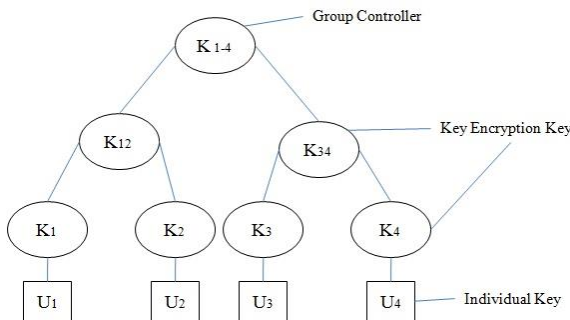 Group Controller
K 1-4
K12
K34
Key Encryption Key
K1
K2
K3
K4
U1
U2
U3
U4
Individual Key